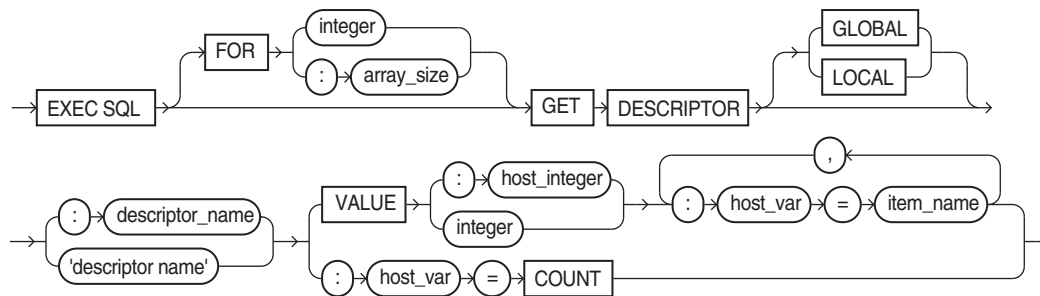 integer
FOR : array_size GLOBAL
LOCAL
EXEC SQL GET DESCRIPTOR
,
: descriptor_name VALUE : host_integer : host_var = item_name
'descriptor name' integer
: host_var = COUNT